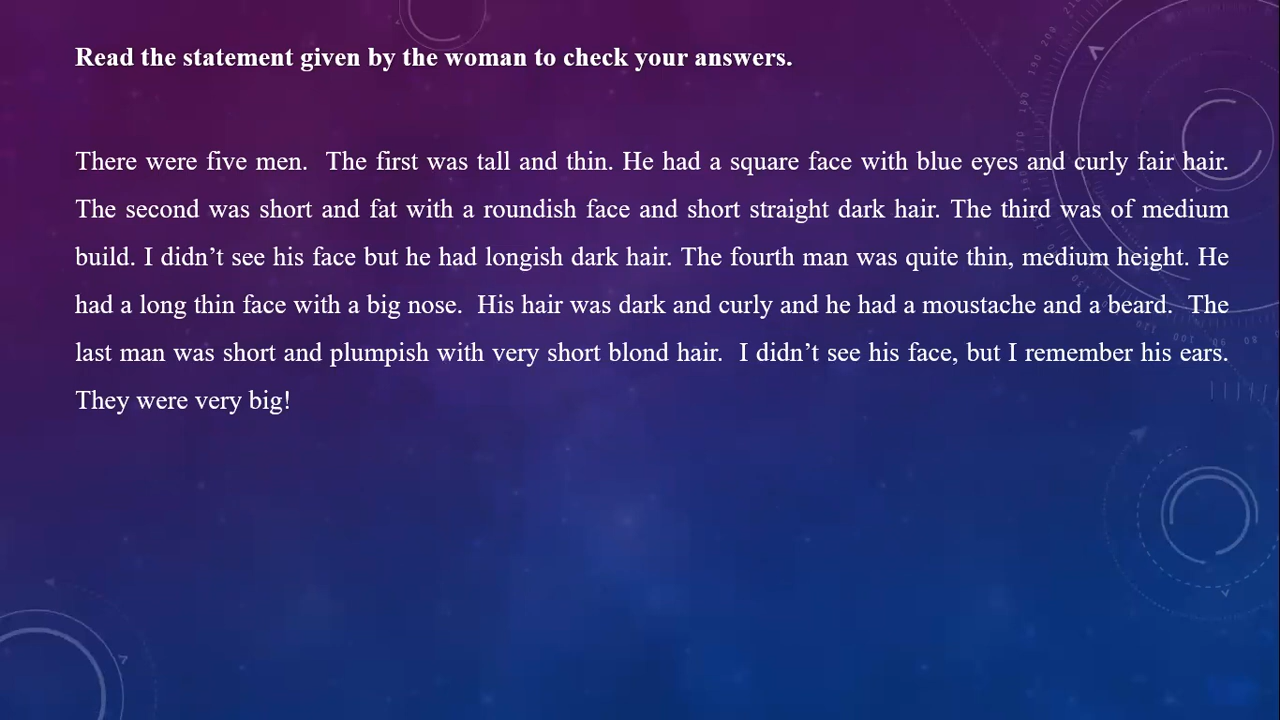 Read the statement given by the woman to check your answers.
There were five men. The first was tall and thin. He had a square face with blue eyes and curly fair hair.
The second was short and fat with a roundish face and short straight dark hair. The third was of medium
build. I didn’t see his face but he had longish dark hair. The fourth man was quite thin, medium height. He
had a long thin face with a big nose. His hair was dark and curly and he had a moustache and a beard. The
last man was short and plumpish with very short blond hair. I didn’t see his face, but I remember his ears.
They were very big!